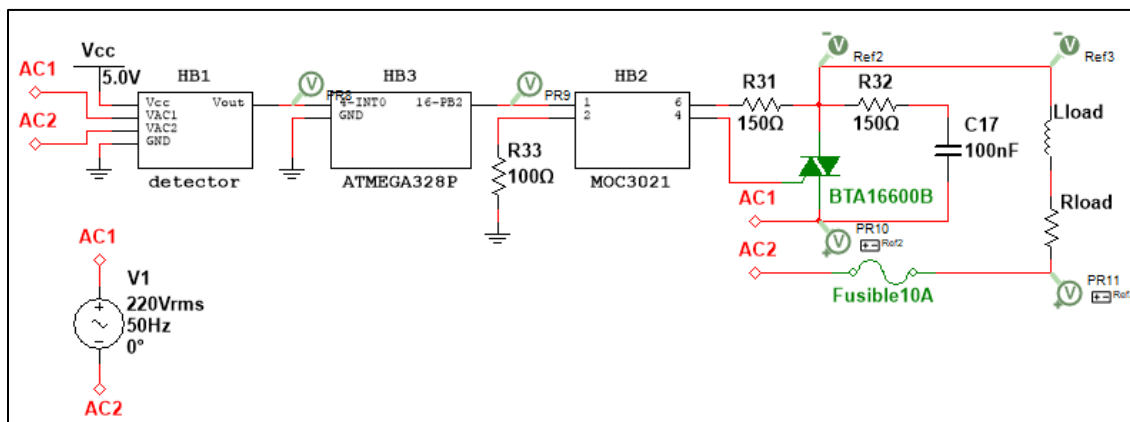 Vcc
5.0V
AC1
AC2
HB1
Vcc
Vout
VAC1
VAC2
GND
detector
PR8
HB3
4-INT0
16-PB2
GND
ATMEGA328P
PR9
R33
100Ω
HB2
1
6
2
4
MOC3021
R31
150Ω
Ref2
R32
150Ω
C17
100nF
BTA16600B
AC1
PR10
Ref2
AC2
Fusible10A
Ref3
Lload
Rload
PR11
Ref
AC1
V1
220Vrms
50Hz
0°
AC2